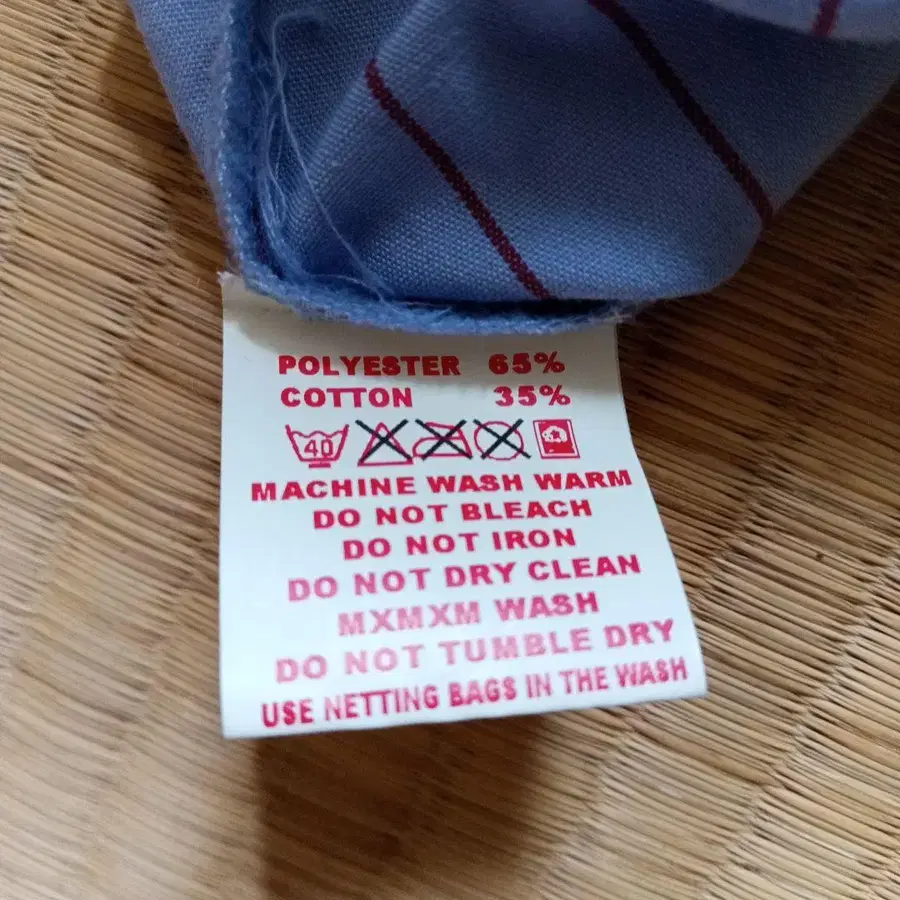 POLYESTER 65%
COTTON 35%
40
MACHINE WASH WARM
DO NOT BLEACH
DO NOT IRON
DO NOT DRY CLEAN
MXMXM WASH
DO NOT TUMBLE DRY
USE NETTING BAGS IN THE WASH